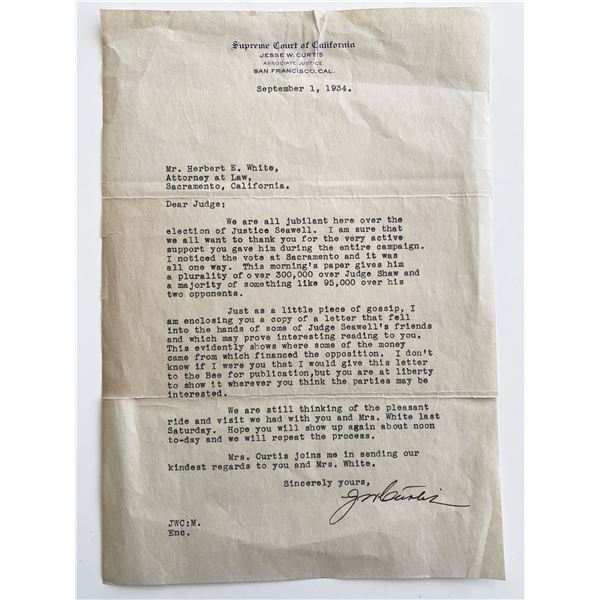 Supreme Court of California
JESSE W. CURTIS
ASSOCIATE JUSTICE
SAN FRANCISCO, CAL.
September 1, 1934.
Mr. Herbert E. White,
Attorney at Law,
Sacramento, California.
Dear Judge:
We are all jubilant here over the
election of Justice Seawell. I am sure that
we all want to thank you for the very active
support you gave him during the entire campaign.
I noticed the vote at Sacramento and it was
all one way. This morning's paper gives him
a plurality of over 300,000 over Judge Shaw and
a majority of something like 95,000 over his
two opponents.
Just as a little piece of gossip, I
am enclosing you a copy of a letter that fell
into the hands of some of Judge Seawell's friends
and which may prove interesting reading to you.
This evidently shows where some of the money
came from which financed the opposition. I don't
know if I were you that I would give this letter
to the Bee for publication,but you are at liberty
to show it wherever you think the parties may be
interested.
We are still thinking of the pleasant
ride and visit we had with you and Mrs. White last
Saturday. Hope you will show up again about noon
to-day and we will repeat the process.
Mrs. Curtis joins me in sending our
kindest regards to you and Mrs. White.
Sincerely yours,
JW Curtis
JWC:M.
Enc.